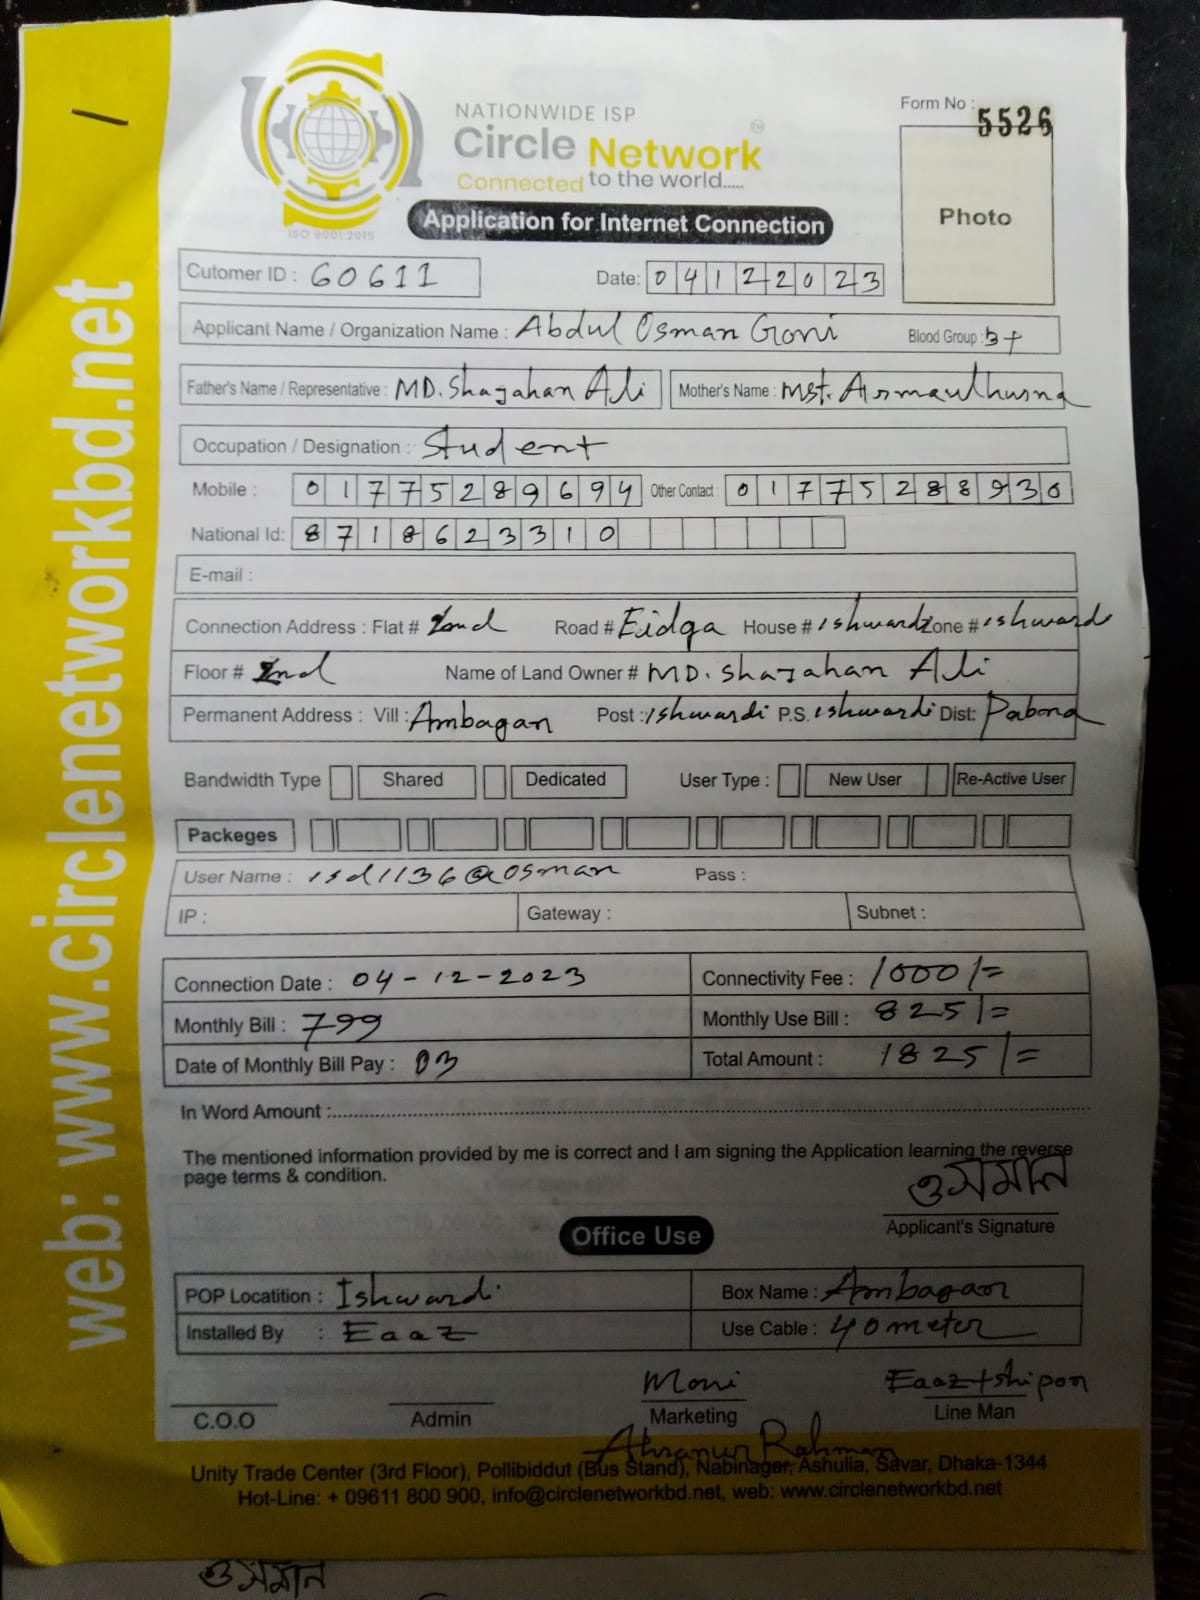 NATIONWIDE ISP
Circle Network
Connected to the world.....
ISO 9001:2015
Form No : 5526
Photo
Application for Internet Connection
Cutomer ID : 60611 Date: 04122023
Applicant Name / Organization Name : Abdul Osman Goni Blood Group : B+
Father's Name / Representative : MD. Shajahan Ali Mother's Name : Mst.
Occupation / Designation : Student
Mobile : 01775289694 Other Contact : 01775288930
National Id: 8718623310
E-mail :
Connection Address : Flat # 2nd Road # Eidga House # ishwardi Zone # ishwardi
Floor # 2nd Name of Land Owner # MD. Shajahan Ali
Permanent Address : Vill : Ambagan Post : ishwardi P.S. ishwardi Dist: Pabna
Bandwidth Type Shared Dedicated User Type : New User Re-Active User
Packeges
User Name : isd1136@osman Pass :
IP : Gateway : Subnet :
Connection Date : 04-12-2023 Connectivity Fee : 1000/=
Monthly Bill : 799 Monthly Use Bill : 825/=
Date of Monthly Bill Pay : 03 Total Amount : 1825/=
In Word Amount :
The mentioned information provided by me is correct and I am signing the Application learning the reverse
page terms & condition.
ওসমান
Applicant's Signature
Office Use
POP Locatition : Ishwardi Box Name : Ambagan
Installed By : Eaaz Use Cable : 40 meter
Moni Eaaz+shipon
C.O.O Admin Marketing Line Man
Ahsanur Rahman
Unity Trade Center (3rd Floor), Pollibiddut (Bus Stand), Nabinagar, Ashulia, Savar, Dhaka-1344
Hot-Line: + 09611 800 900, info@circlenetworkbd.net, web: www.circlenetworkbd.net
web: www.circlenetworkbd.net
ওসমান